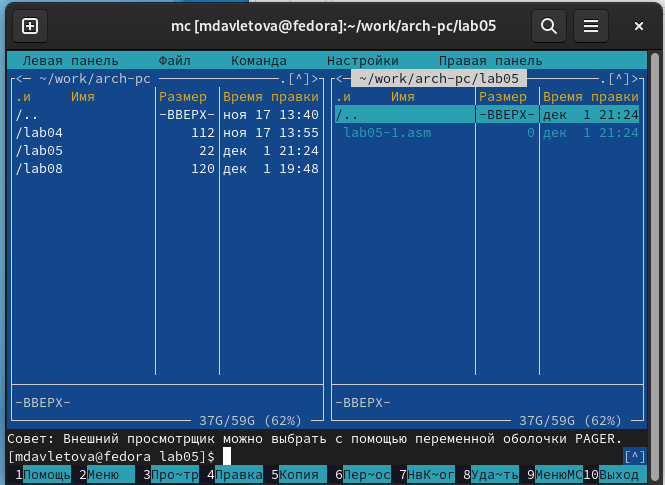 mc [mdavletova@fedora]:~/work/arch-pc/lab05
Левая панель Файл Команда Настройки Правая панель
<─ ~/work/arch-pc ─.[^]> <─ ~/work/arch-pc/lab05 ─.[^]>
.и Имя Размер Время правки .и Имя Размер Время правки
/.. -ВВЕРХ- ноя 17 13:40 /.. -ВВЕРХ- дек 1 21:24
/lab04 112 ноя 17 13:55 lab05-1.asm 0 дек 1 21:24
/lab05 22 дек 1 21:24
/lab08 120 дек 1 19:48
-ВВЕРХ- -ВВЕРХ-
37G/59G (62%) 37G/59G (62%)
Совет: Внешний просмотрщик можно выбрать с помощью переменной оболочки PAGER.
[mdavletova@fedora lab05]$ [^]
1Помощь 2Меню 3Про~тр 4Правка 5Копия 6Пер~ос 7НвК~ог 8Уда~ть 9МенюMC 10Выход